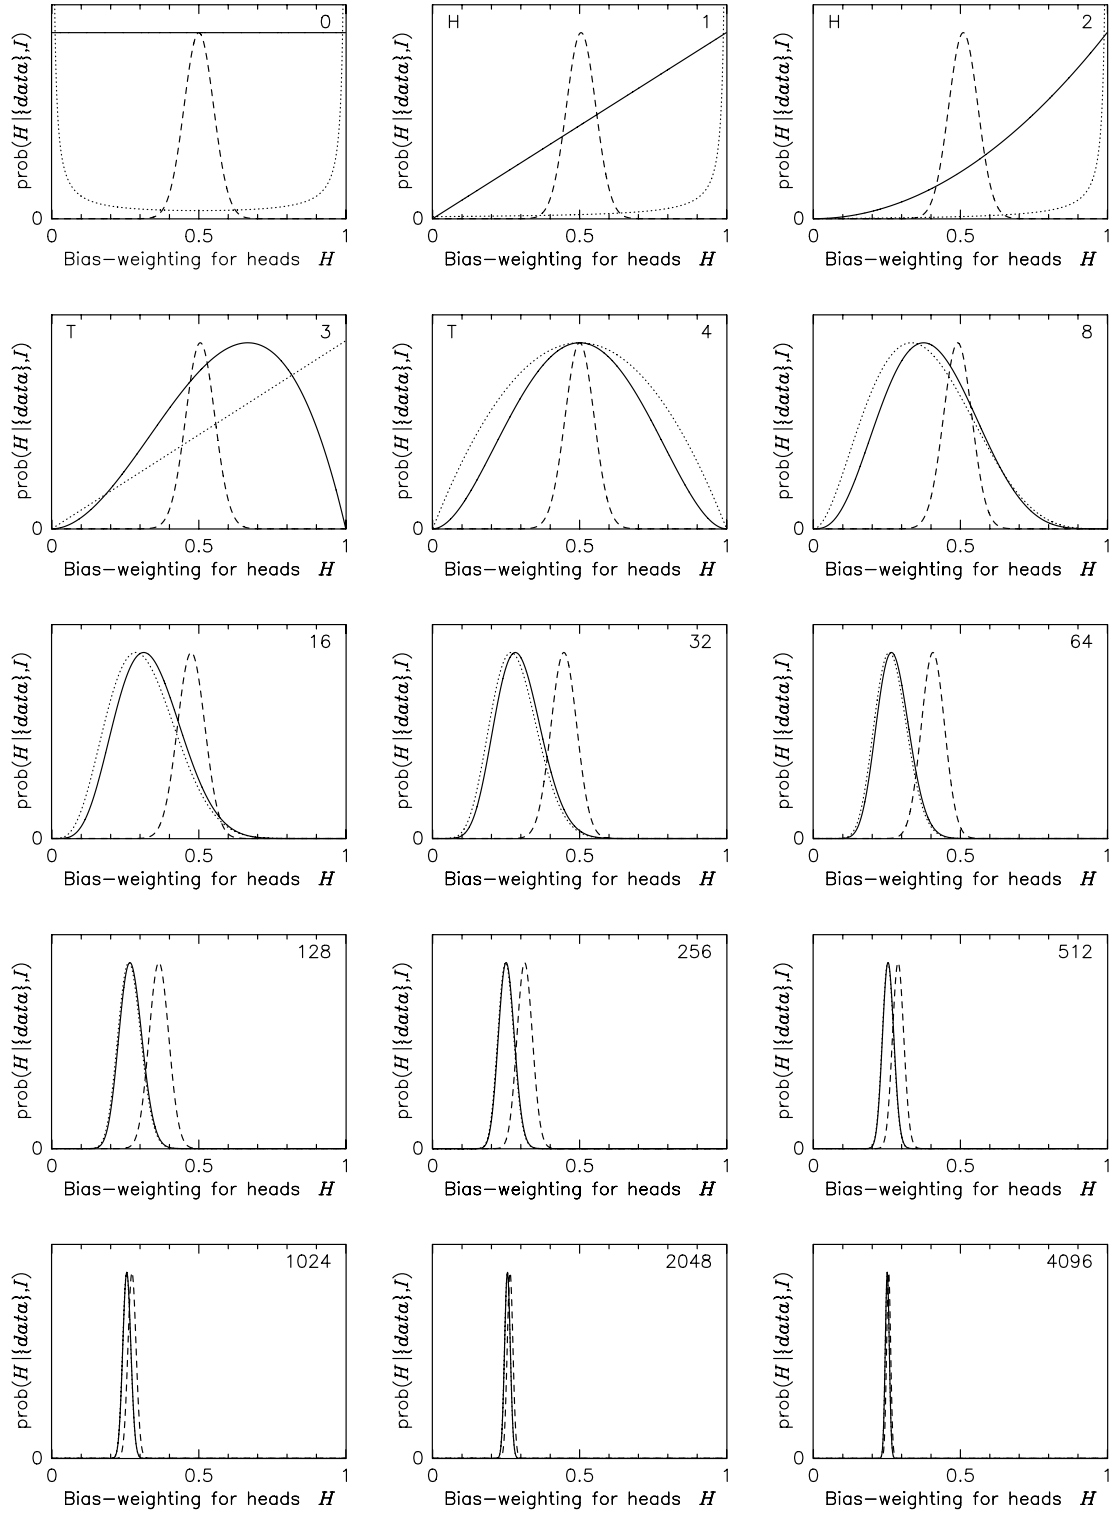 0
prob(H|{data},I)
0
0 0.5 1
Bias-weighting for heads H
H 1
prob(H|{data},I)
0
0 0.5 1
Bias-weighting for heads H
H 2
prob(H|{data},I)
0
0 0.5 1
Bias-weighting for heads H
T 3
prob(H|{data},I)
0
0 0.5 1
Bias-weighting for heads H
T 4
prob(H|{data},I)
0
0 0.5 1
Bias-weighting for heads H
8
prob(H|{data},I)
0
0 0.5 1
Bias-weighting for heads H
16
prob(H|{data},I)
0
0 0.5 1
Bias-weighting for heads H
32
prob(H|{data},I)
0
0 0.5 1
Bias-weighting for heads H
64
prob(H|{data},I)
0
0 0.5 1
Bias-weighting for heads H
128
prob(H|{data},I)
0
0 0.5 1
Bias-weighting for heads H
256
prob(H|{data},I)
0
0 0.5 1
Bias-weighting for heads H
512
prob(H|{data},I)
0
0 0.5 1
Bias-weighting for heads H
1024
prob(H|{data},I)
0
0 0.5 1
Bias-weighting for heads H
2048
prob(H|{data},I)
0
0 0.5 1
Bias-weighting for heads H
4096
prob(H|{data},I)
0
0 0.5 1
Bias-weighting for heads H